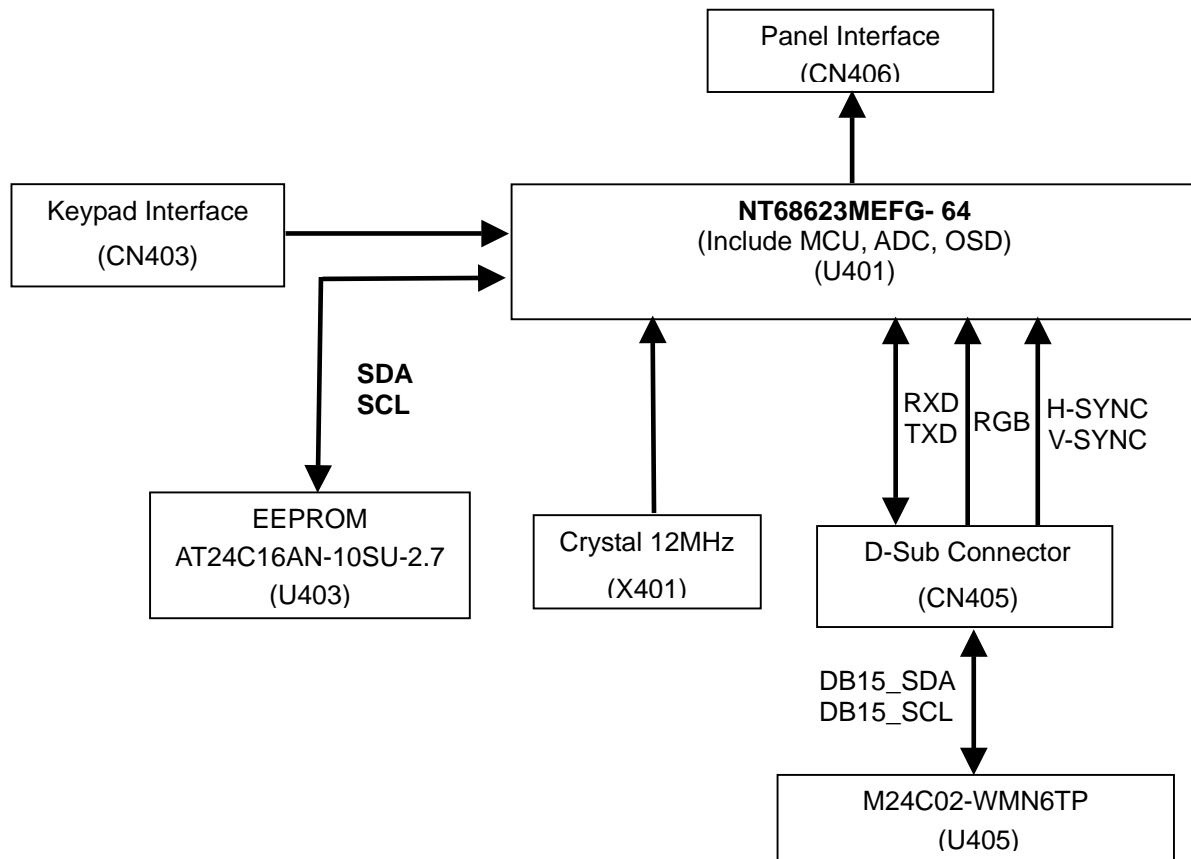 Panel Interface
(CN406)
Keypad Interface
(CN403)
NT68623MEFG- 64
(Include MCU, ADC, OSD)
(U401)
SDA
SCL
RXD
TXD
RGB
H-SYNC
V-SYNC
EEPROM
AT24C16AN-10SU-2.7
(U403)
Crystal 12MHz
(X401)
D-Sub Connector
(CN405)
DB15_SDA
DB15_SCL
M24C02-WMN6TP
(U405)